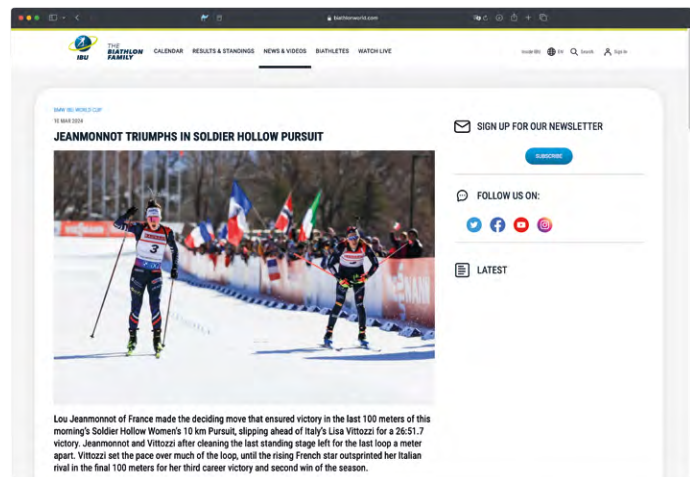 biathlonworld.com
IBU
THE
BIATHLON
FAMILY
CALENDAR RESULTS & STANDINGS NEWS & VIDEOS BIATHLETES WATCH LIVE
Inside IBU EN Search Sign in
BMW IBU WORLD CUP
10 MAR 2024
JEANMONNOT TRIUMPHS IN SOLDIER HOLLOW PURSUIT
3
Lou Jeanmonnot of France made the deciding move that ensured victory in the last 100 meters of this
morning's Soldier Hollow Women's 10 km Pursuit, slipping ahead of Italy's Lisa Vittozzi for a 26:51.7
victory. Jeanmonnot and Vittozzi after cleaning the last standing stage left for the last loop a meter
apart. Vittozzi set the pace over much of the loop, until the rising French star outsprinted her Italian
rival in the final 100 meters for her third career victory and second win of the season.
SIGN UP FOR OUR NEWSLETTER
SUBSCRIBE
FOLLOW US ON:
LATEST